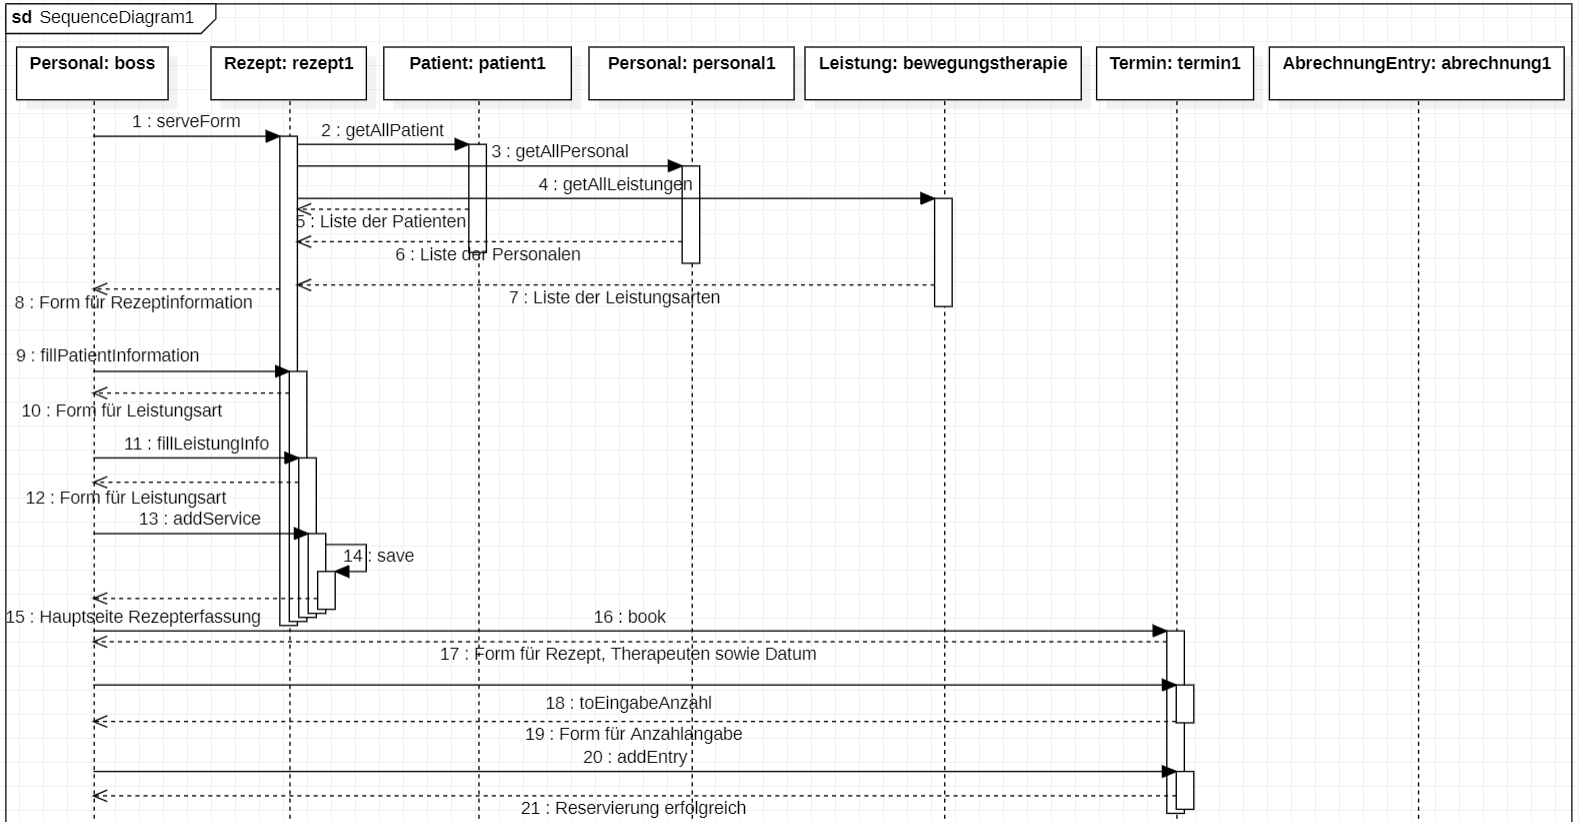 sd SequenceDiagram1
Personal: boss
Rezept: rezept1
Patient: patient1
Personal: personal1
Leistung: bewegungstherapie
Termin: termin1
AbrechnungEntry: abrechnung1
1 : serveForm
2 : getAllPatient
3 : getAllPersonal
4 : getAllLeistungen
5 : Liste der Patienten
6 : Liste der Personalen
7 : Liste der Leistungsarten
8 : Form für Rezeptinformation
9 : fillPatientInformation
10 : Form für Leistungsart
11 : fillLeistungInfo
12 : Form für Leistungsart
13 : addService
14 : save
15 : Hauptseite Rezepterfassung
16 : book
17 : Form für Rezept, Therapeuten sowie Datum
18 : toEingabeAnzahl
19 : Form für Anzahlangabe
20 : addEntry
21 : Reservierung erfolgreich